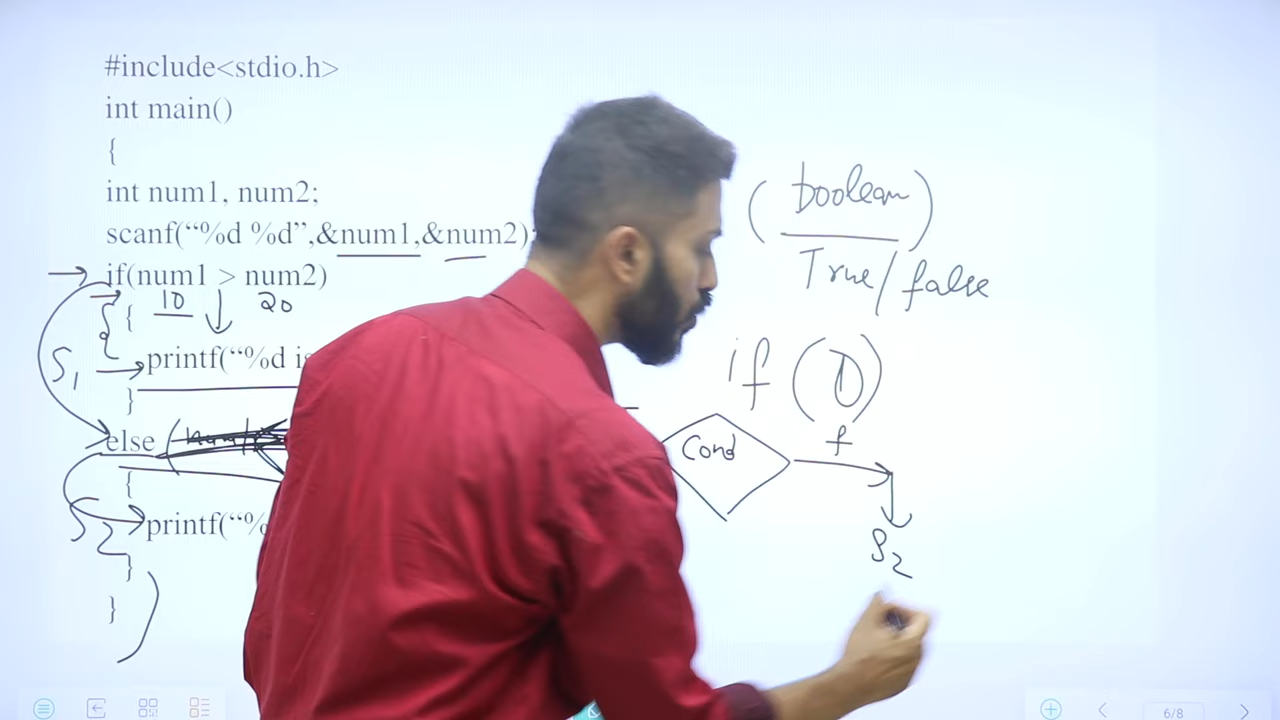 #include<stdio.h>
int main()
{
int num1, num2;
scanf(“%d %d”,&num1,&num2)
if(num1 > num2)
10 20
{
S1 printf(“%d is
}
else (
{
S2 printf(“%
}
}
(boolean)
True/false
if ( )
Cond f
S2
6/8